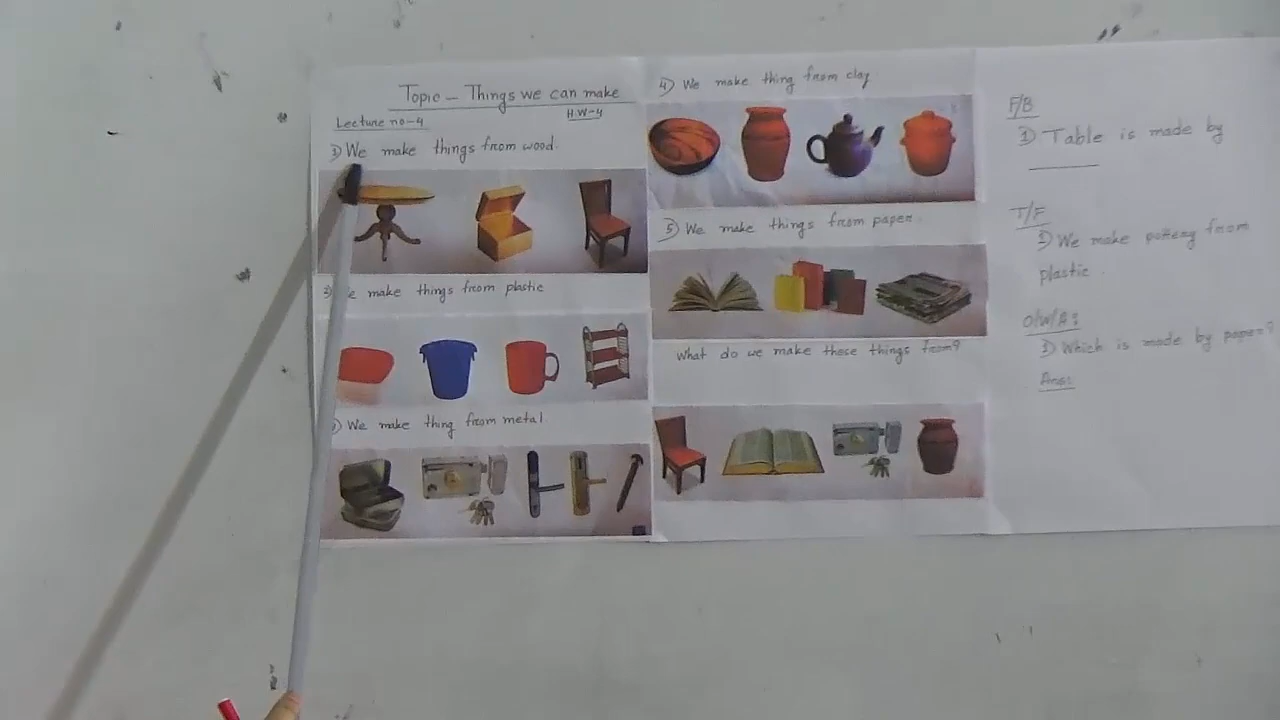 Topic - Things we can make
Lecture no-4
H.W-4
1) We make things from wood.
We make things from plastic
We make thing from metal.
4) We make thing from clay
5) We make things from paper.
What do we make these things from?
F/B
1) Table is made by
T/F
1) We make pottery from
plastic.
O/W/A:
1) Which is made by paper?
Ans: